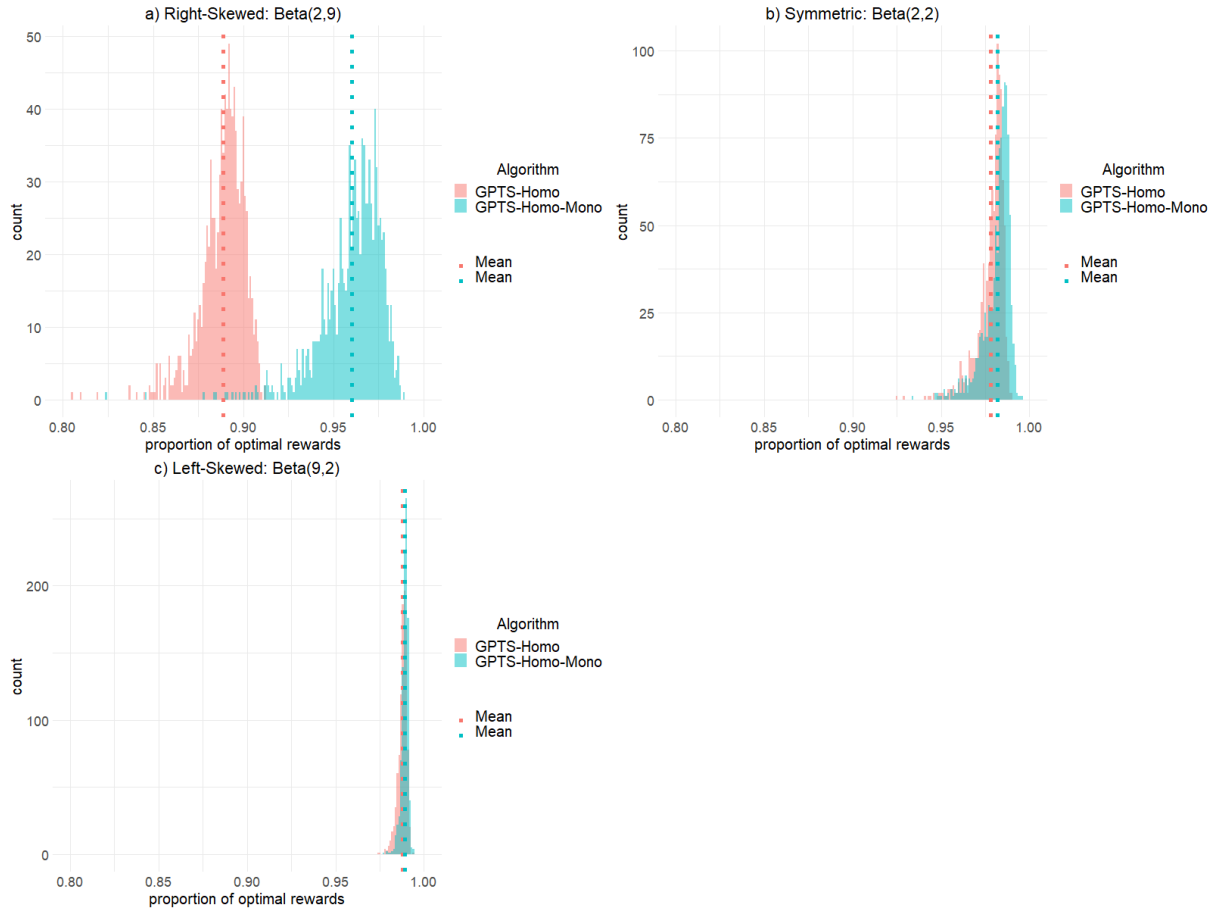 a) Right-Skewed: Beta(2,9)
50
40
30
20
10
0
count
0.80 0.85 0.90 0.95 1.00
proportion of optimal rewards
Algorithm
GPTS-Homo
GPTS-Homo-Mono
Mean
Mean
b) Symmetric: Beta(2,2)
100
75
50
25
0
count
0.80 0.85 0.90 0.95 1.00
proportion of optimal rewards
Algorithm
GPTS-Homo
GPTS-Homo-Mono
Mean
Mean
c) Left-Skewed: Beta(9,2)
200
100
0
count
0.80 0.85 0.90 0.95 1.00
proportion of optimal rewards
Algorithm
GPTS-Homo
GPTS-Homo-Mono
Mean
Mean